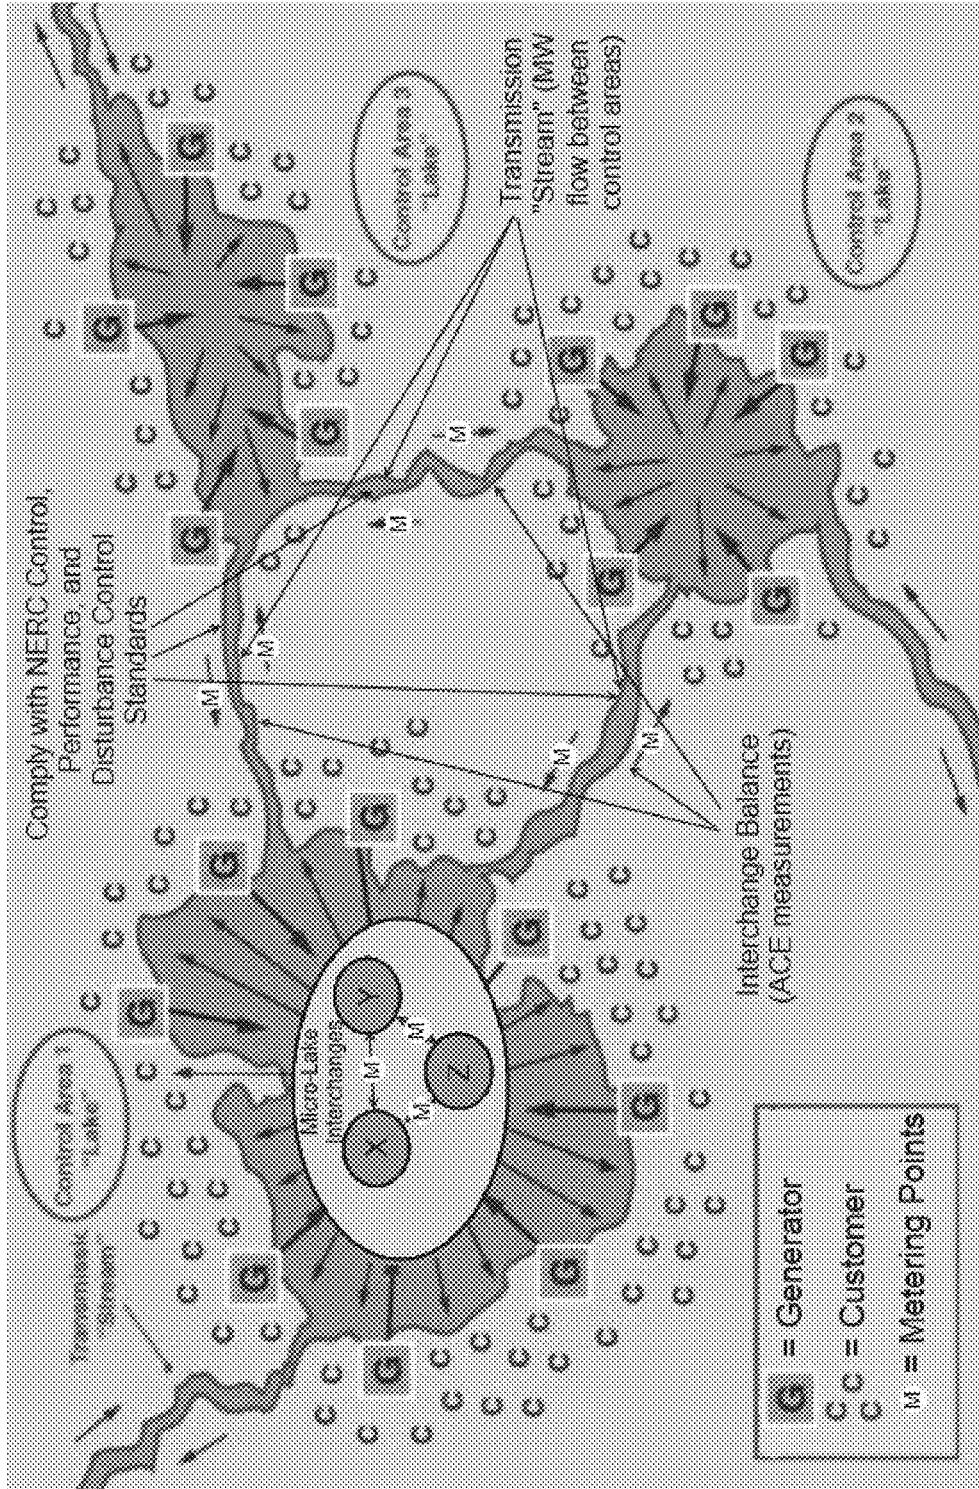 Comply with NERC Control,
Performance, and
Disturbance Control
Standards
Control Area 1
"Lake"
Control Area 3
"Lake"
Transmission
"Stream" (MW
flow between
control areas)
Control Area 2
"Lake"
"Stream"
Micro-Lake
Interchanges
X
Y
Z
M
M
M
M
M
M
M
M
M
Interchange Balance
(ACE measurements)
G = Generator
C C C = Customer
M = Metering Points